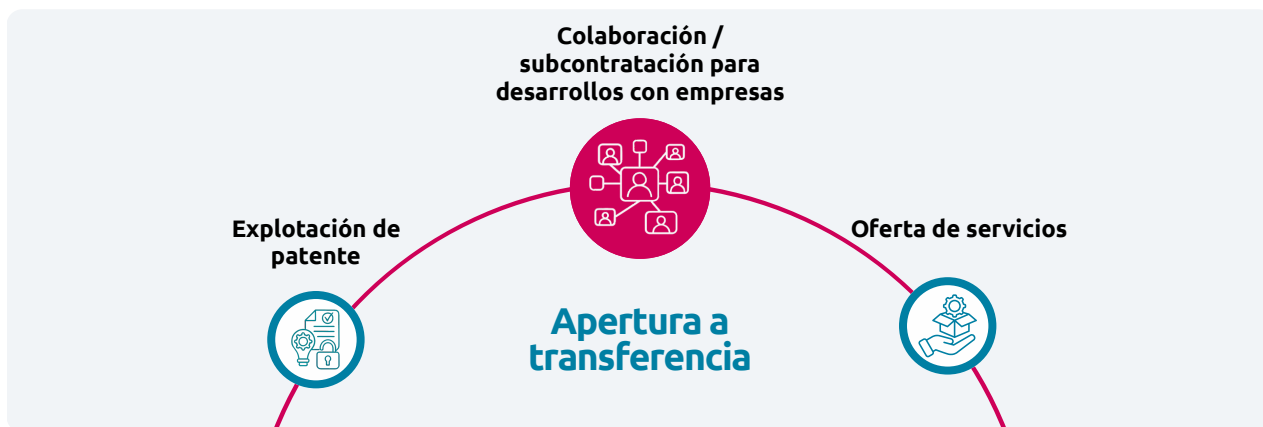 Colaboración /
subcontratación para
desarrollos con empresas
Explotación de
patente
Oferta de servicios
Apertura a
transferencia